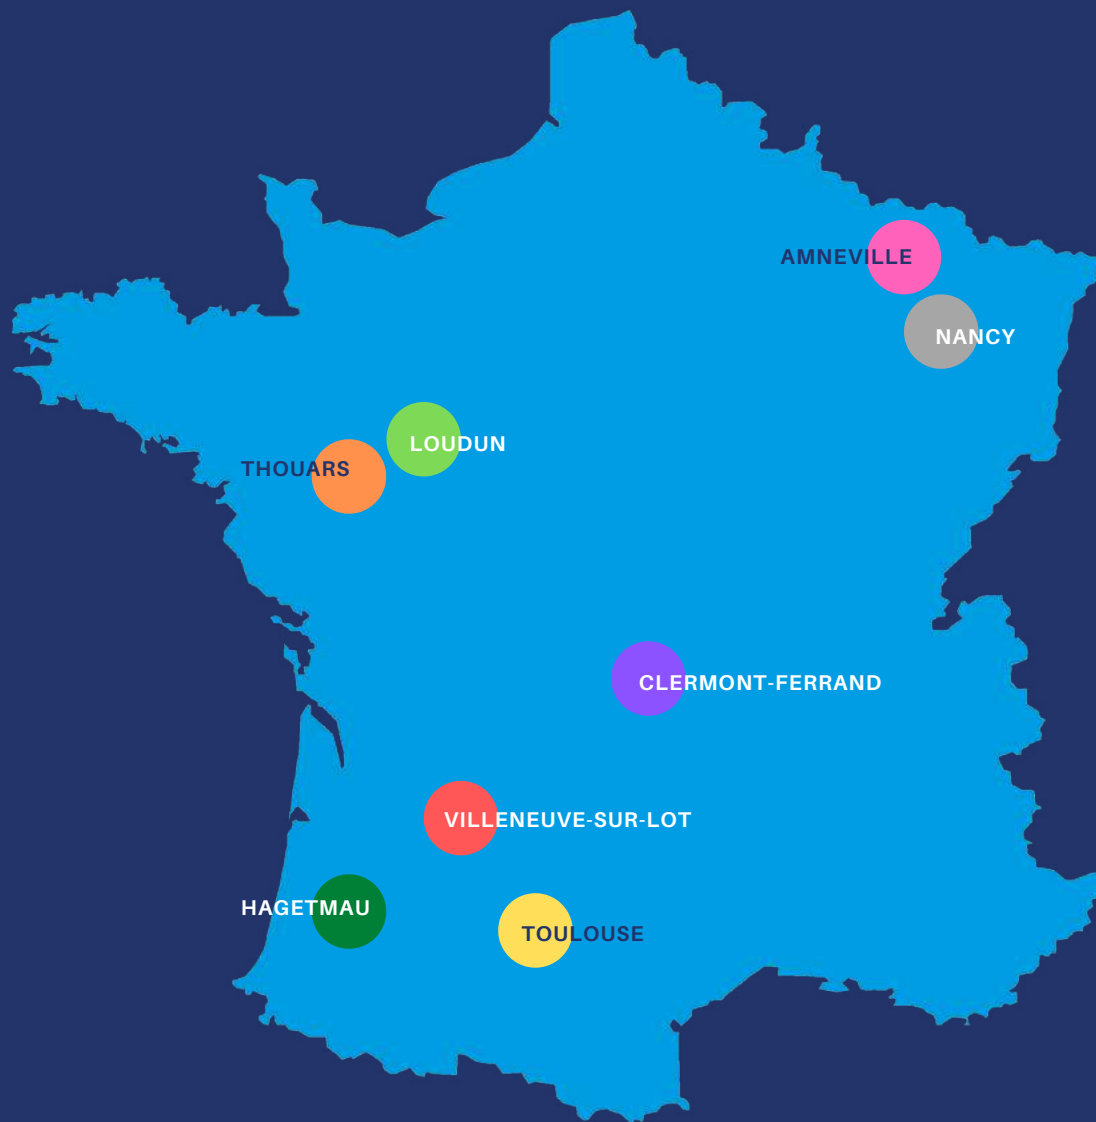 AMNEVILLE
NANCY
LOUDUN
THOUARS
CLERMONT-FERRAND
VILLENEUVE-SUR-LOT
HAGETMAU
TOULOUSE